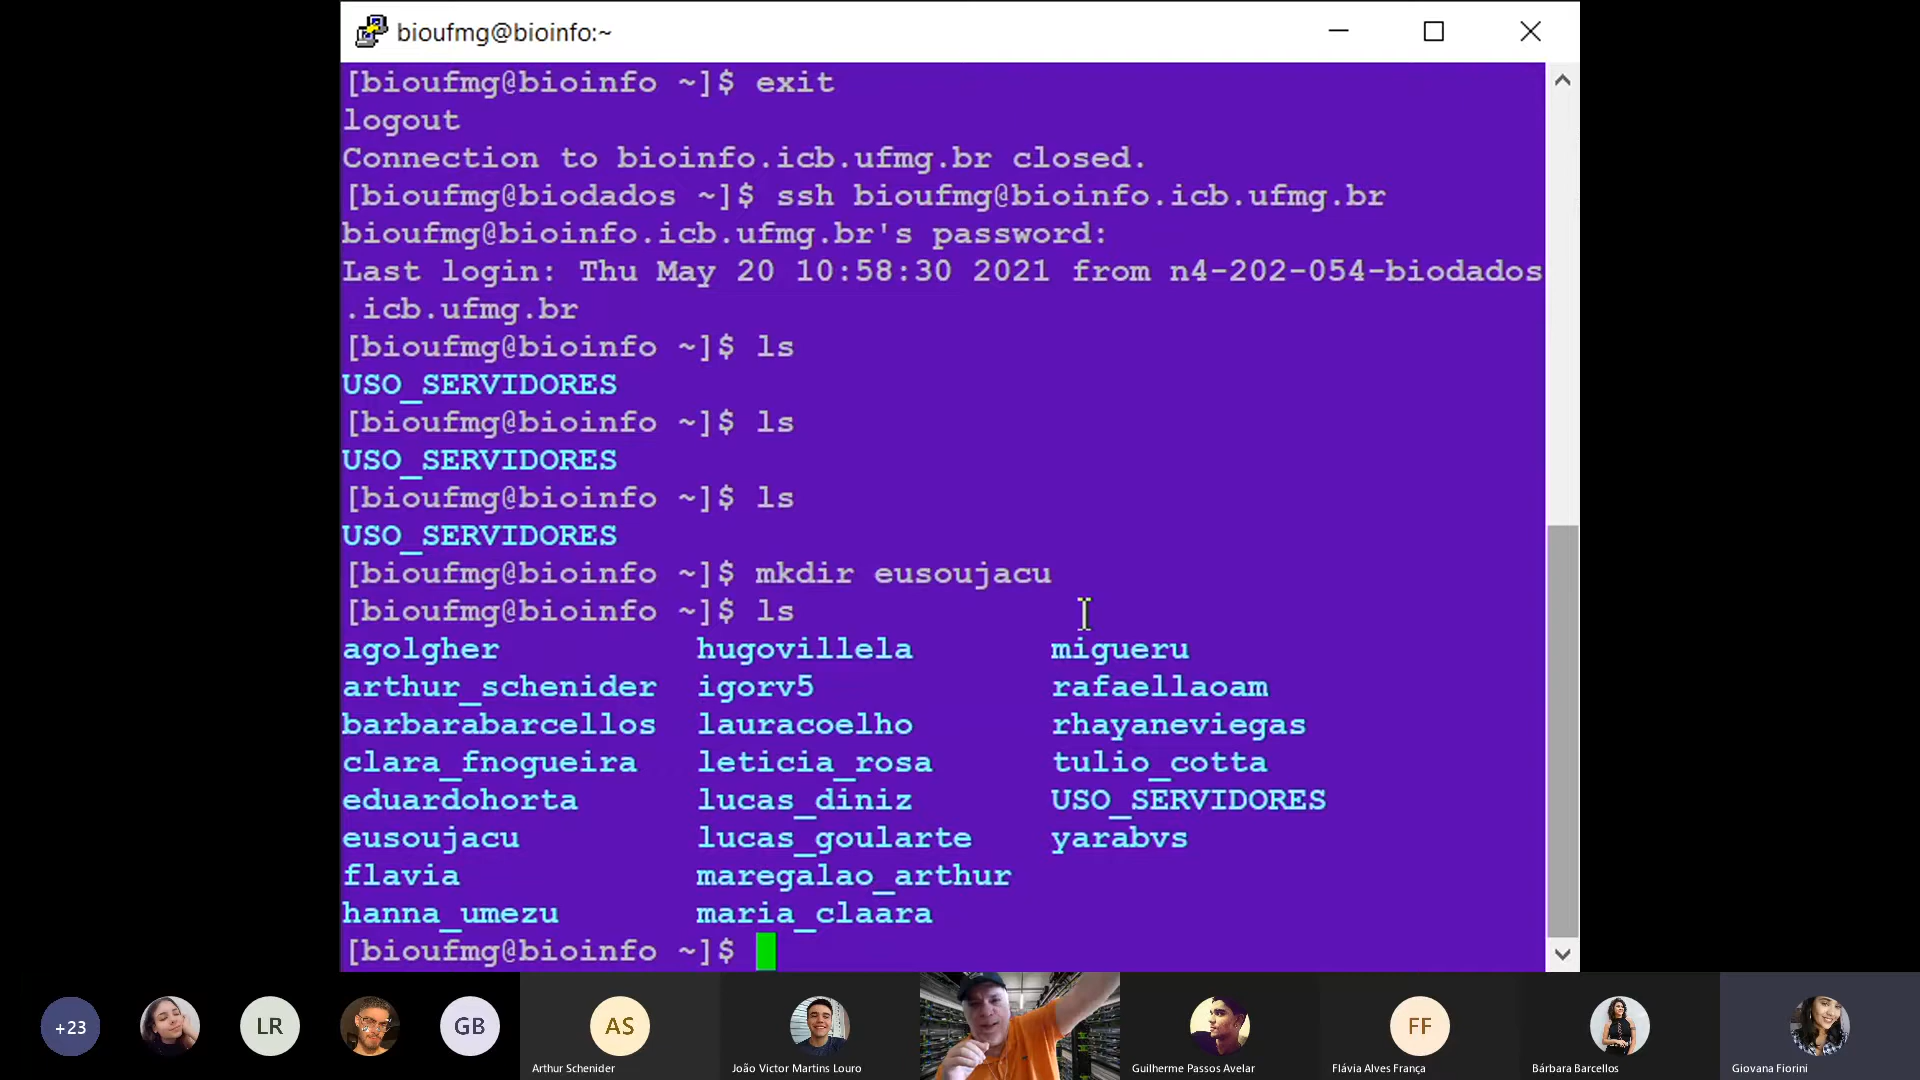 bioufmg@bioinfo:~
[bioufmg@bioinfo ~]$ exit
logout
Connection to bioinfo.icb.ufmg.br closed.
[bioufmg@biodados ~]$ ssh bioufmg@bioinfo.icb.ufmg.br
bioufmg@bioinfo.icb.ufmg.br's password:
Last login: Thu May 20 10:58:30 2021 from n4-202-054-biodados
.icb.ufmg.br
[bioufmg@bioinfo ~]$ ls
USO_SERVIDORES
[bioufmg@bioinfo ~]$ ls
USO_SERVIDORES
[bioufmg@bioinfo ~]$ ls
USO_SERVIDORES
[bioufmg@bioinfo ~]$ mkdir eusoujacu
[bioufmg@bioinfo ~]$ ls
agolgher hugovillela migueru
arthur_schenider igorv5 rafaellaoam
barbarabarcellos lauracoelho rhayaneviegas
clara_fnogueira leticia_rosa tulio_cotta
eduardohorta lucas_diniz USO_SERVIDORES
eusoujacu lucas_goularte yarabvs
flavia maregalao_arthur
hanna_umezu maria_claara
[bioufmg@bioinfo ~]$
+23 LR GB AS FF
Arthur Schenider João Victor Martins Louro Guilherme Passos Avelar Flávia Alves França Bárbara Barcellos Giovana Fiorini